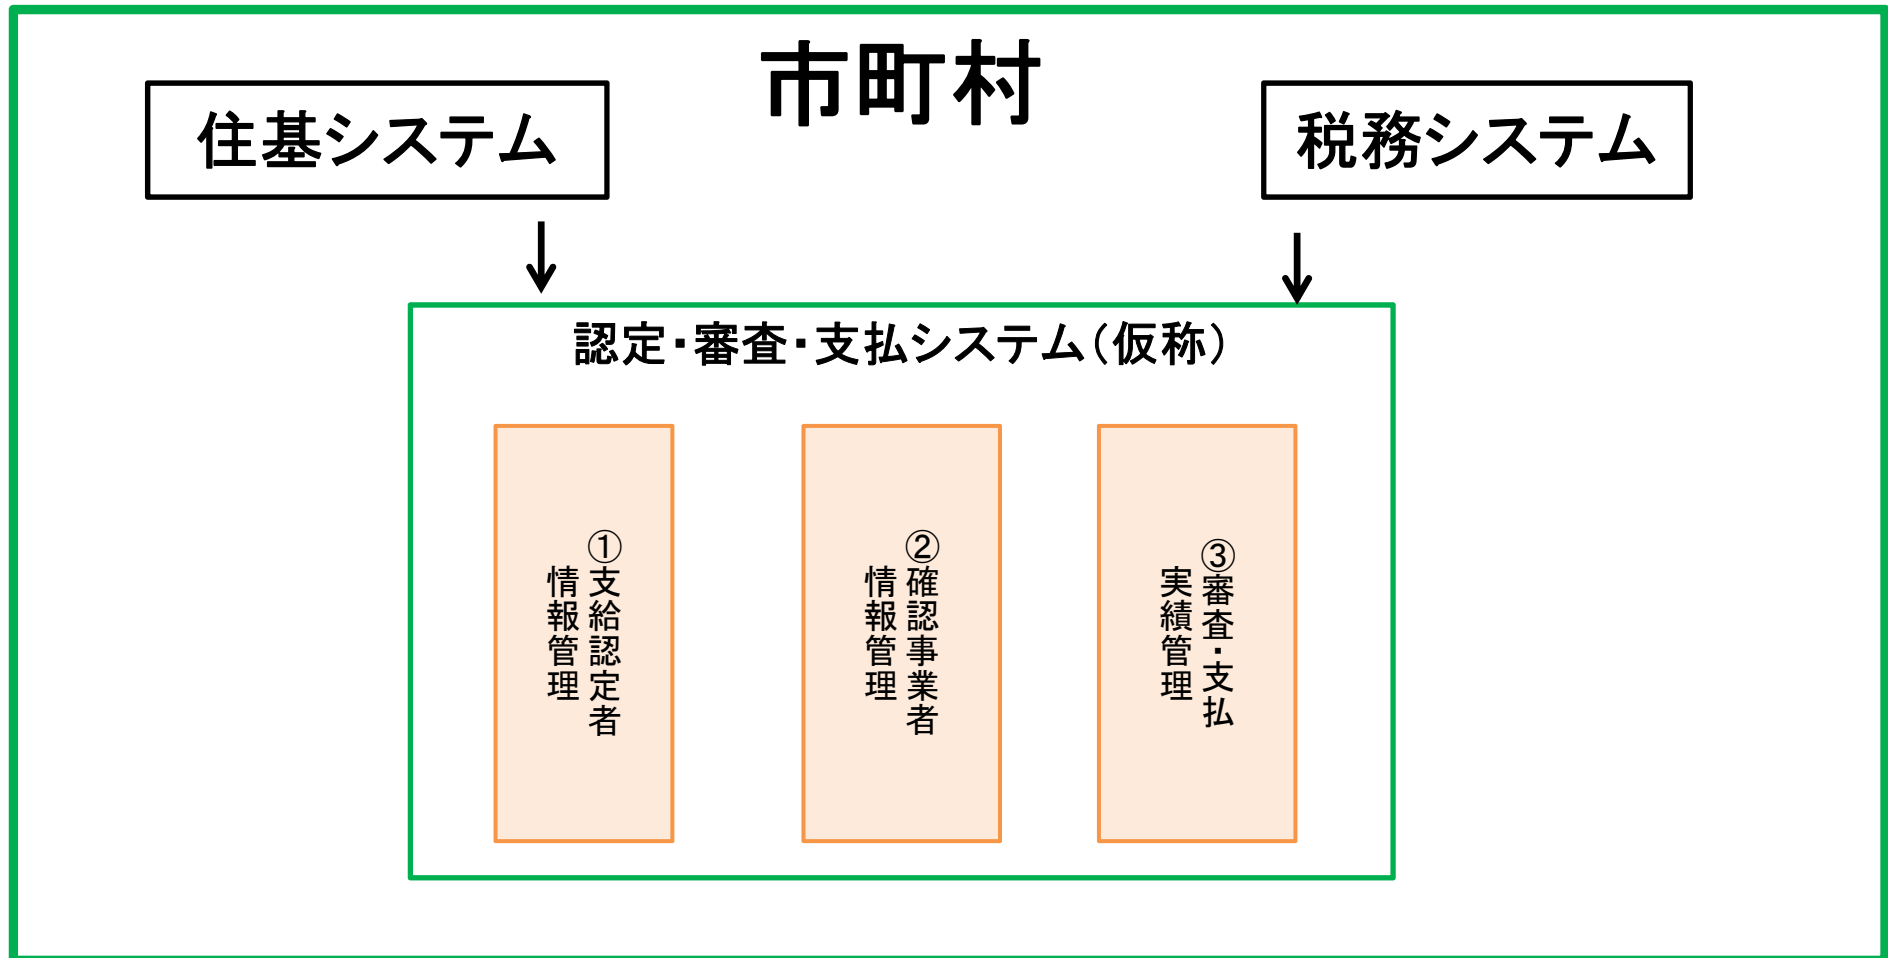 市町村
住基システム
税務システム
認定・審査・支払システム（仮称）
①支給認定者
情報管理
②確認事業者
情報管理
③審査・支払
実績管理